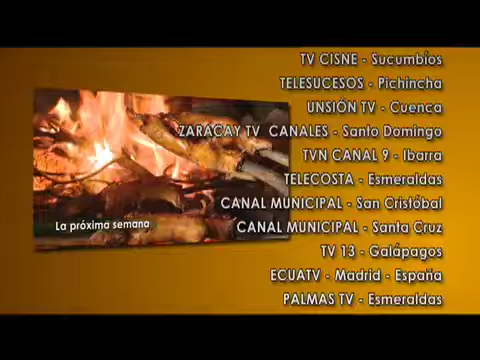 TV CISNE - Sucumbíos
TELESUCESOS - Pichincha
UNSIÓN TV - Cuenca
ZARACAY TV CANALES - Santo Domingo
TVN CANAL 9 - Ibarra
TELECOSTA - Esmeraldas
CANAL MUNICIPAL - San Cristóbal
CANAL MUNICIPAL - Santa Cruz
TV 13 - Galápagos
ECUATV - Madrid - España
PALMAS TV - Esmeraldas
La próxima semana